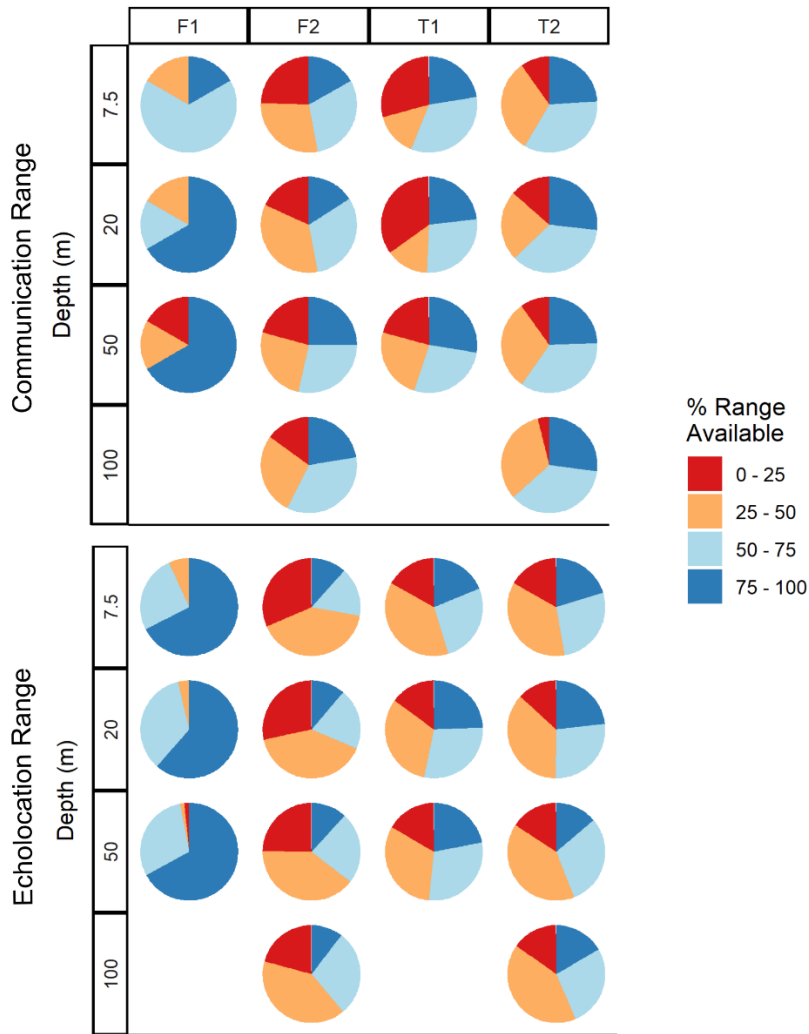 F1
F2
T1
T2
Communication Range
Depth (m)
7.5
20
50
100
Echolocation Range
Depth (m)
7.5
20
50
100
% Range
Available
0 - 25
25 - 50
50 - 75
75 - 100